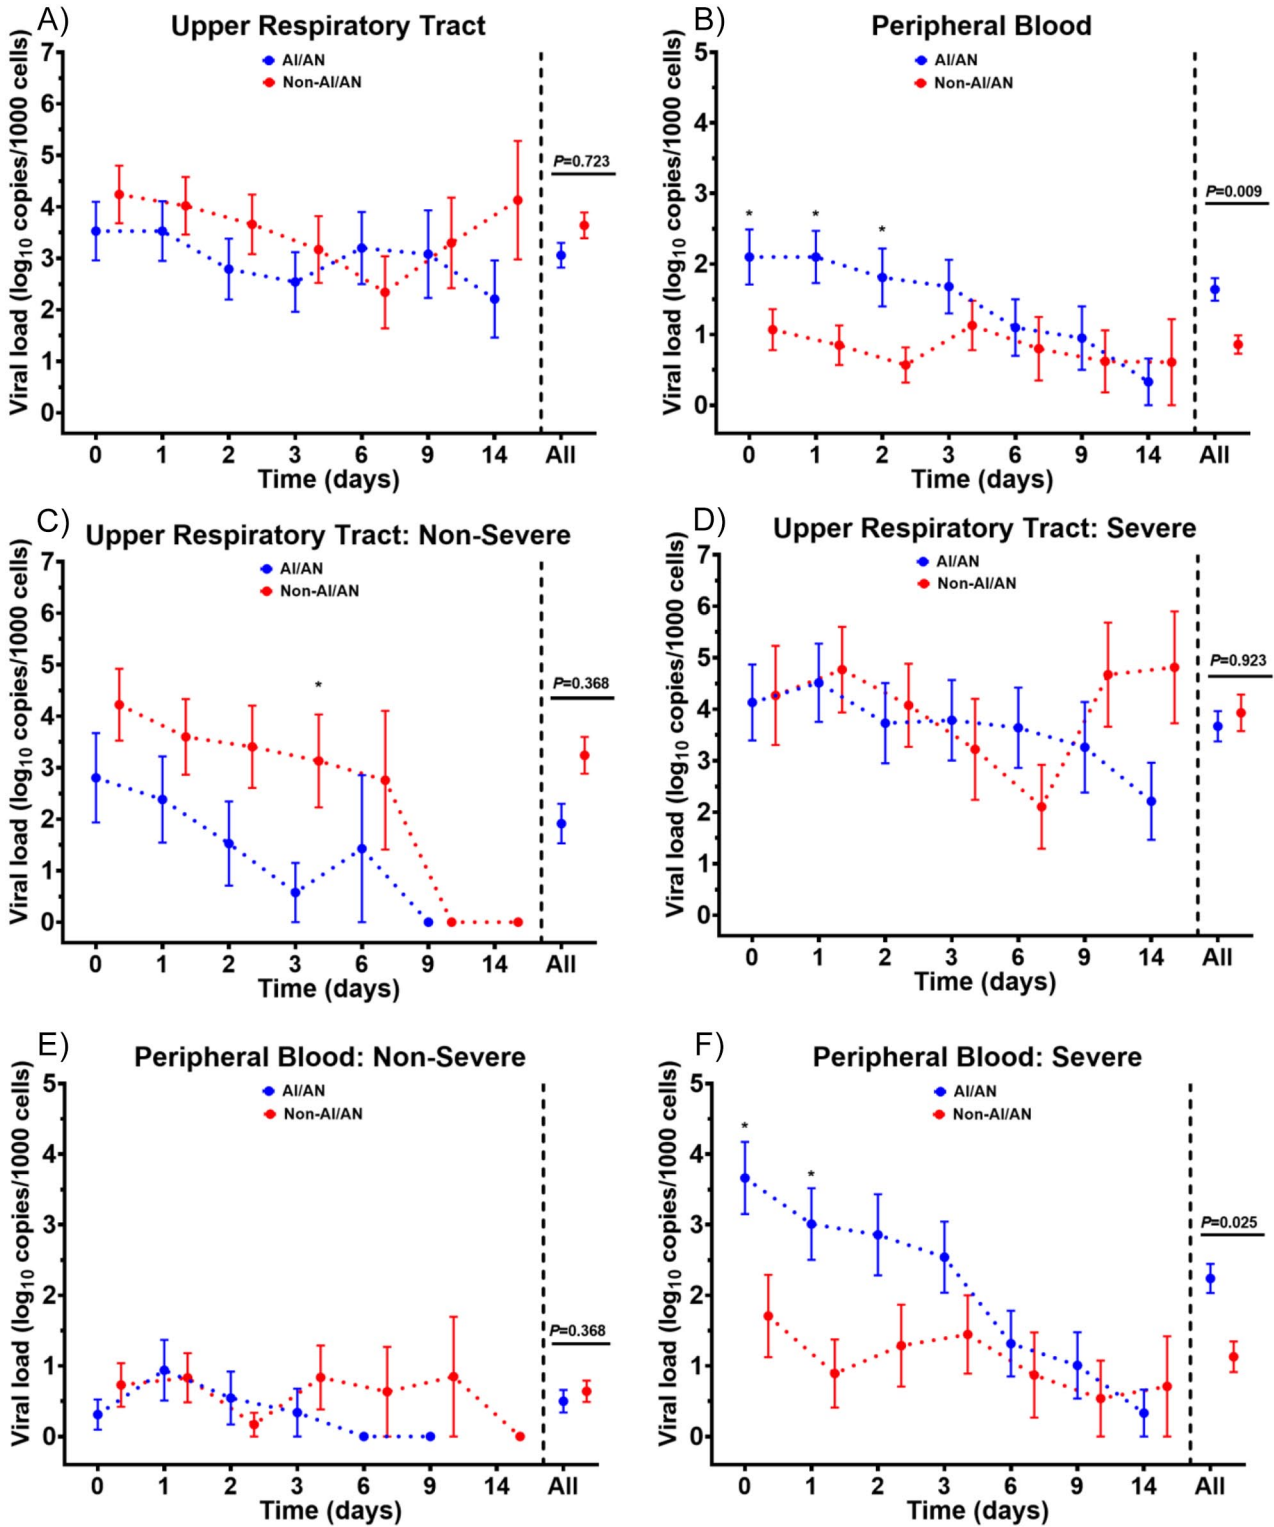 A)
Upper Respiratory Tract
AI/AN
Non-AI/AN
Viral load (log10 copies/1000 cells)
7
6
5
4
3
2
1
0
P=0.723
0 1 2 3 6 9 14 All
Time (days)
B)
Peripheral Blood
AI/AN
Non-AI/AN
Viral load (log10 copies/1000 cells)
5
4
3
2
1
0
* * *
P=0.009
0 1 2 3 6 9 14 All
Time (days)
C)
Upper Respiratory Tract: Non-Severe
AI/AN
Non-AI/AN
Viral load (log10 copies/1000 cells)
7
6
5
4
3
2
1
0
*
P=0.368
0 1 2 3 6 9 14 All
Time (days)
D)
Upper Respiratory Tract: Severe
AI/AN
Non-AI/AN
Viral load (log10 copies/1000 cells)
7
6
5
4
3
2
1
0
P=0.923
0 1 2 3 6 9 14 All
Time (days)
E)
Peripheral Blood: Non-Severe
AI/AN
Non-AI/AN
Viral load (log10 copies/1000 cells)
5
4
3
2
1
0
P=0.368
0 1 2 3 6 9 14 All
Time (days)
F)
Peripheral Blood: Severe
AI/AN
Non-AI/AN
Viral load (log10 copies/1000 cells)
5
4
3
2
1
0
* *
P=0.025
0 1 2 3 6 9 14 All
Time (days)